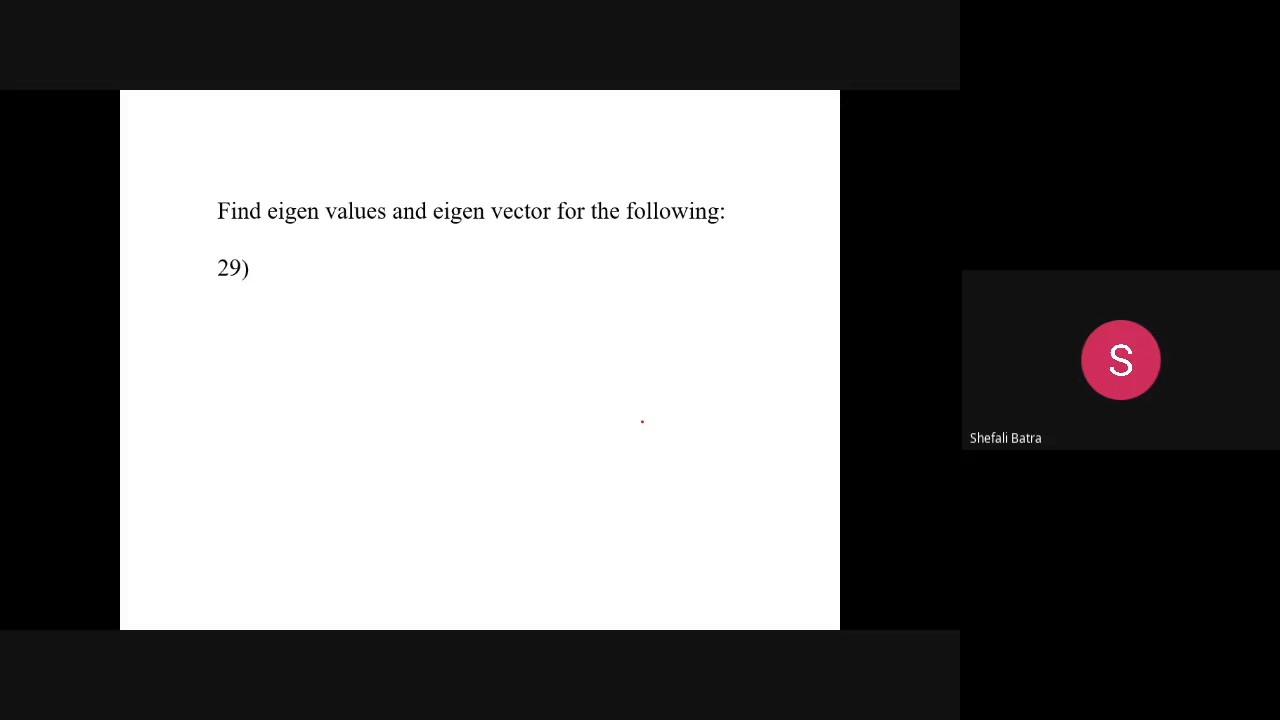 Find eigen values and eigen vector for the following:
29)
S
Shefali Batra